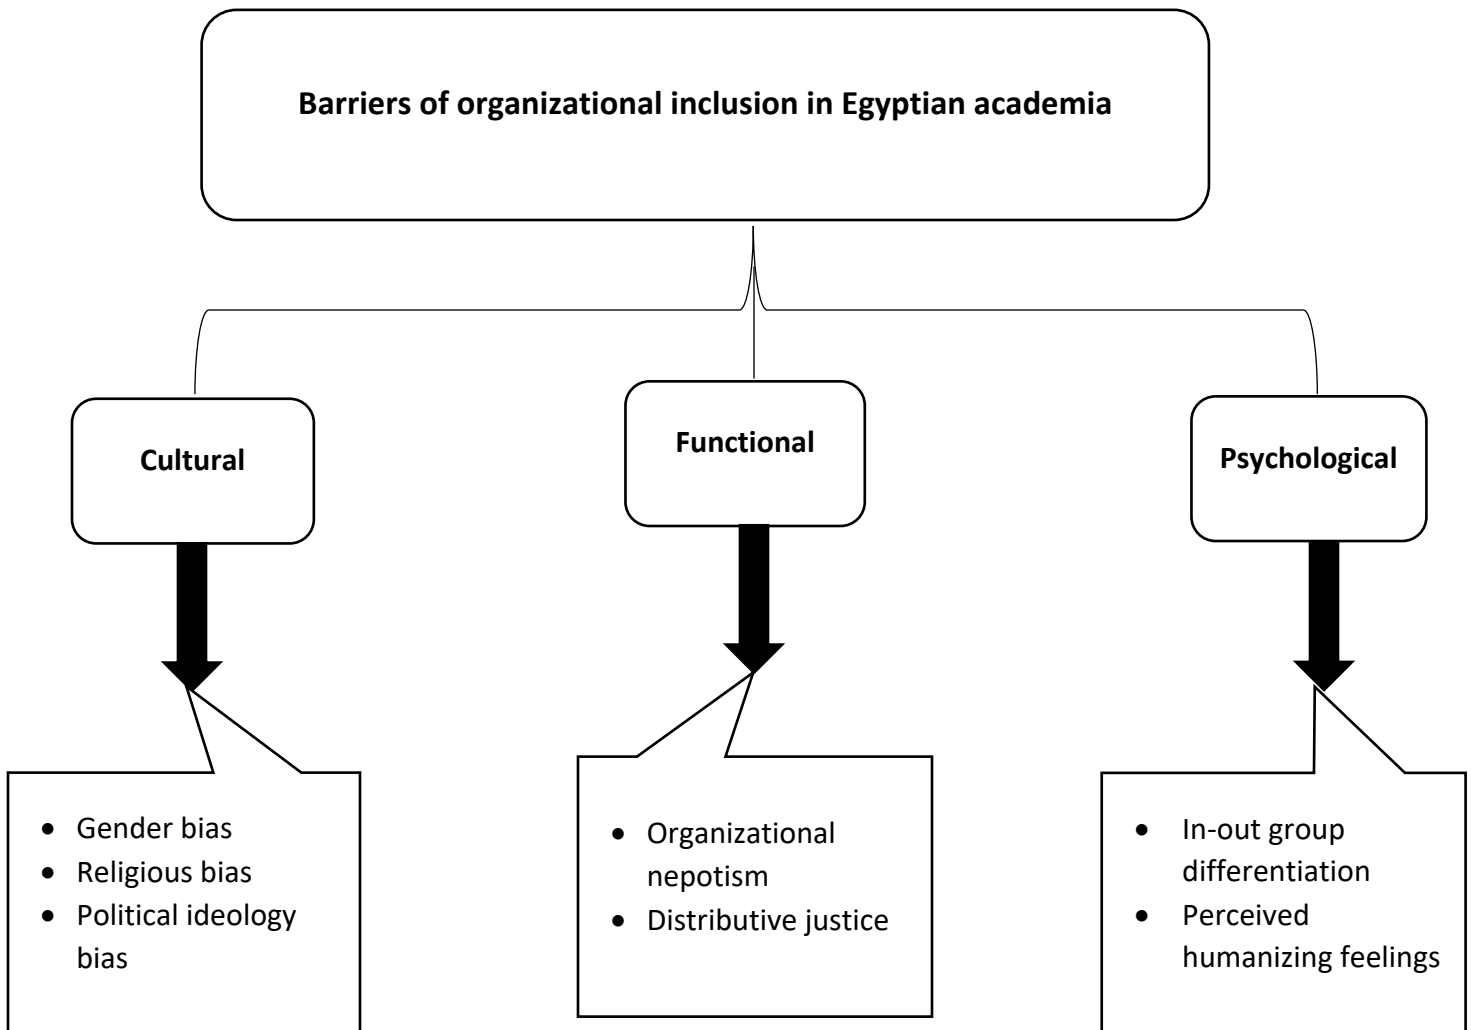 Barriers of organizational inclusion in Egyptian academia
Cultural
Functional
Psychological
• Gender bias
• Religious bias
• Political ideology
bias
• Organizational
nepotism
• Distributive justice
• In-out group
differentiation
• Perceived
humanizing feelings